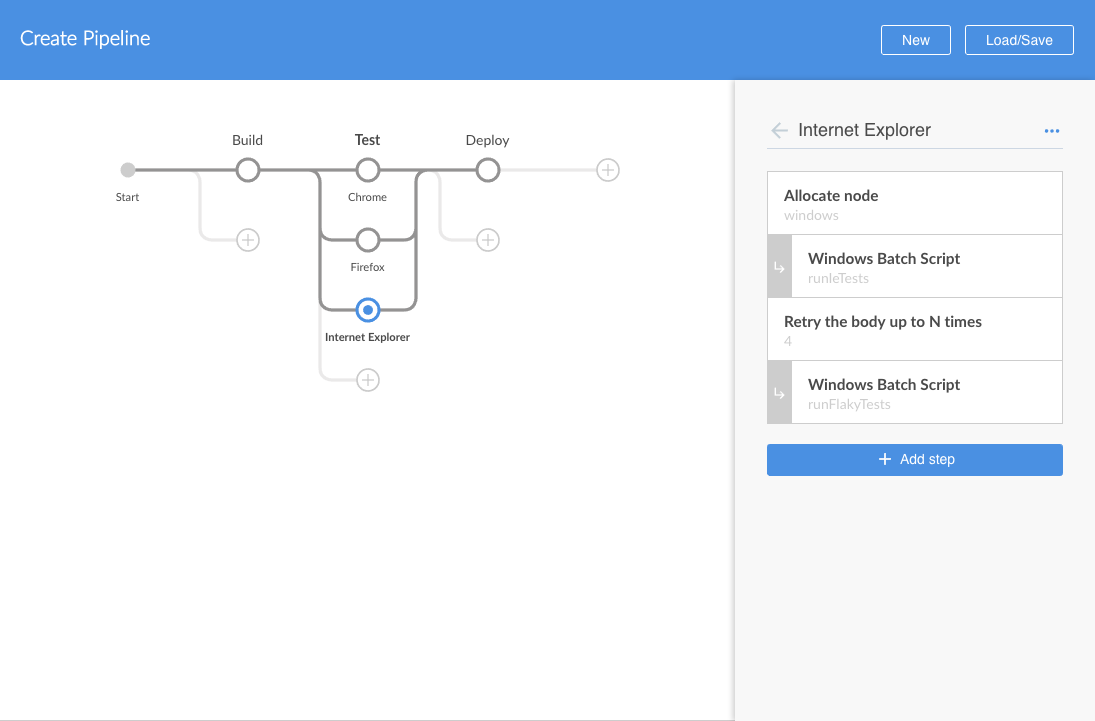 Create Pipeline
New
Load/Save
Build
Test
Deploy
Start
Chrome
Firefox
Internet Explorer
Internet Explorer
Allocate node
windows
Windows Batch Script
runIeTests
Retry the body up to N times
4
Windows Batch Script
runFlakyTests
Add step